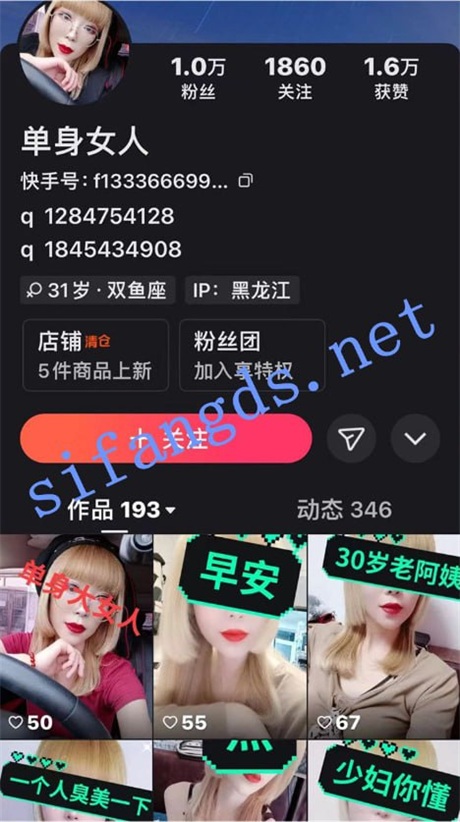 1.0万 1860 1.6万
粉丝 关注 获赞
单身女人
快手号: f133366699...
q 1284754128
q 1845434908
31岁·双鱼座 IP：黑龙江
店铺清仓 粉丝团
5件商品上新 加入享特权
sifangds.net
十 关注
作品 193 动态 346
单身大女人
早安
30岁老阿姨
50 55 67
一个人臭美一下
少妇你懂